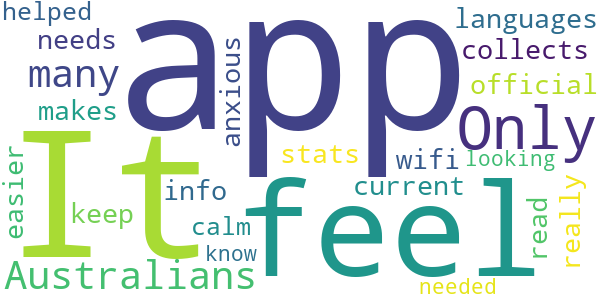 helped
app
languages
needs
collects
many
anxious
official
makes
Only
It
stats
wifi
looking
easier
keep
info
current
feel
read
really
calm
know
Australians
needed